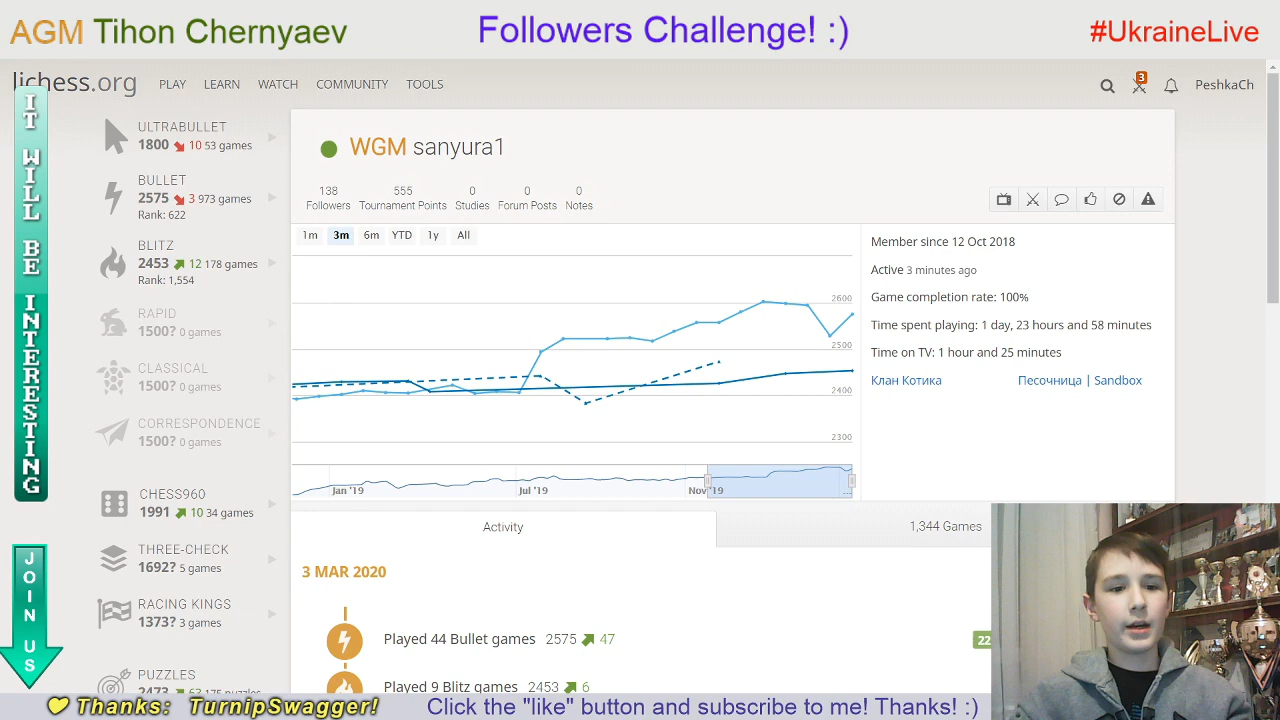 AGM Tihon Chernyaev
Followers Challenge! :)
#UkraineLive
lichess.org
PLAY LEARN WATCH COMMUNITY TOOLS
3
PeshkaCh
IT WILL BE INTERESTING
JOIN US
ULTRABULLET
1800 10 53 games
BULLET
2575 3 973 games
Rank: 622
BLITZ
2453 12 178 games
Rank: 1,554
RAPID
1500? 0 games
CLASSICAL
1500? 0 games
CORRESPONDENCE
1500? 0 games
CHESS960
1991 10 34 games
THREE-CHECK
1692? 5 games
RACING KINGS
1373? 3 games
PUZZLES
2473 63 175 puzzles
WGM sanyura1
138 555 0 0 0
Followers Tournament Points Studies Forum Posts Notes
1m 3m 6m YTD 1y All
2600
2500
2400
2300
Jan '19 Jul '19 Nov '19 ...
Member since 12 Oct 2018
Active 3 minutes ago
Game completion rate: 100%
Time spent playing: 1 day, 23 hours and 58 minutes
Time on TV: 1 hour and 25 minutes
Клан Котика Песочница | Sandbox
Activity 1,344 Games
3 MAR 2020
Played 44 Bullet games 2575 47
22
Played 9 Blitz games 2453 6
Thanks: TurnipSwagger!
Click the "like" button and subscribe to me! Thanks! :)